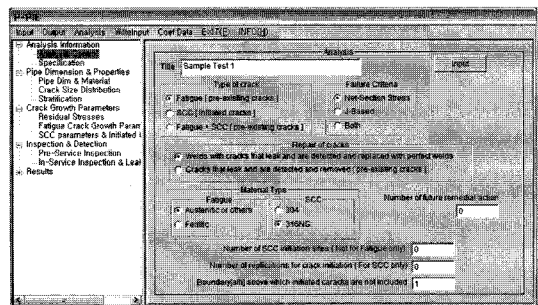 P-PIE
Input Output Analysis WriteInput Conf Data EXIT(E) INFO(H)
Analysis Information
Specification
Pipe Dimension & Properties
Pipe Dim & Material
Crack Size Distribution
Stratification
Crack Growth Parameters
Residual Stresses
Fatigue Crack Growth Param
SCC parameters & Initiated
Inspection & Detection
Pre-Service Inspection
In-Service Inspection & Leak
Results
Analysis
Title Sample Test 1
Input
Type of crack
Fatigue [ pre-existing cracks ]
SCC [ Initiated cracks ]
Fatigue + SCC [ pre-existing cracks ]
Failure Criteria
Net-Section Stress
J-Based
Both
Repair of cracks
Welds with cracks that leak and are detected and replaced with perfect welds
Cracks that leak and are detected and removed [ pre-existing cracks ]
Material Type
Fatigue
Austenitic or others
Ferritic
SCC
304
316NG
Number of future remedial action
0
Number of SCC initiation sites ( Not for Fatigue only) 0
Number of replications for crack initiation ( For SCC only) 0
Boundary[a/t] above which initiated caracks are not included 1